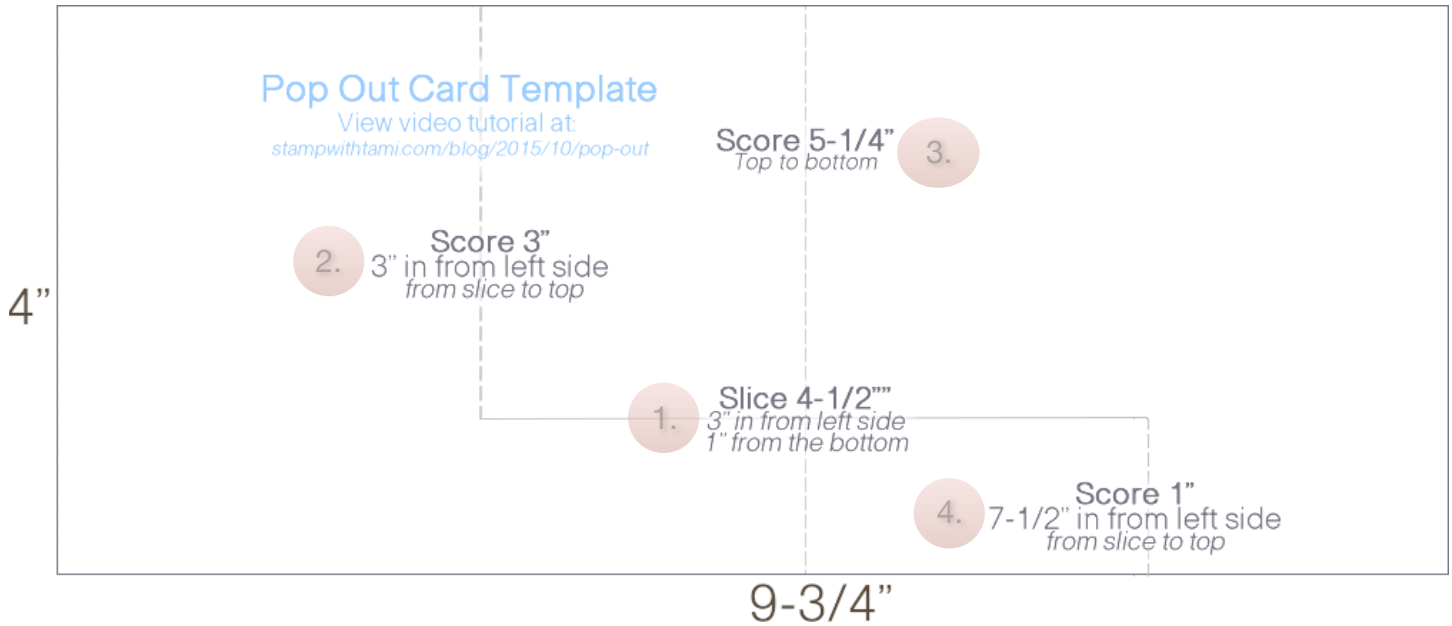 Pop Out Card Template
View video tutorial at:
stampwithtami.com/blog/2015/10/pop-out
Score 5-1/4”
Top to bottom
3.
2.
Score 3”
3” in from left side
from slice to top
4”
1.
Slice 4-1/2””
3” in from left side
1” from the bottom
4.
Score 1”
7-1/2” in from left side
from slice to top
9-3/4”